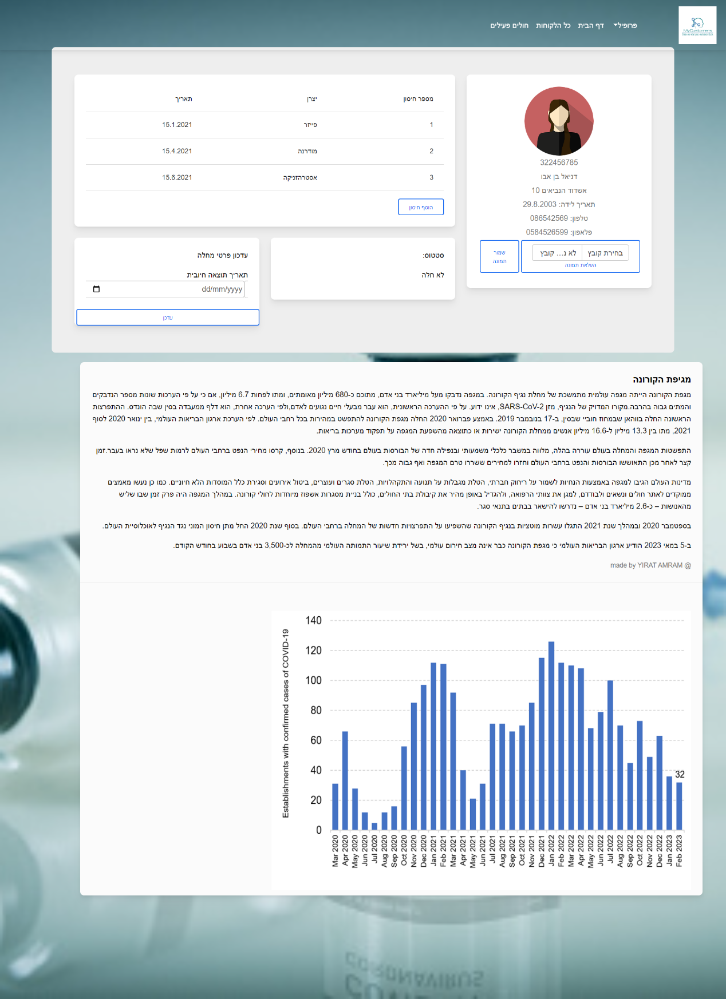 MyCustomers
פרופיל
דף הבית
כל הלקוחות
חולים פעילים
322456785
דניאל בן אבו
אשדוד הנביאים 10
תאריך לידה: 29.8.2003
טלפון: 086542569
פלאפון: 0584526599
בחירת קובץ
לא נ... קובץ
העלאת תמונה
שמור
תמונה
מספר חיסון יצרן תאריך
1 פייזר 15.1.2021
2 מודרנה 15.4.2021
3 אסטרהזניקה 15.6.2021
הוסף חיסון
סטטוס:
לא חלה
עדכון פרטי מחלה
תאריך תוצאה חיובית
dd/mm/yyyy
עדכן
מגיפת הקורונה
מגפת הקורונה הייתה מגפה עולמית מתמשכת של מחלת נגיף הקורונה. במגפה נדבקו מעל מיליארד בני אדם, מתוכם כ-680 מיליון מאומתים, ומתו לפחות 6.7 מיליון, אם כי על פי הערכות שונות מספר הנדבקים
והמתים גבוה בהרבה.מקורו המדויק של הנגיף, מזן SARS-CoV-2, אינו ידוע. על פי ההערכה הראשונית, הוא עבר מבעלי חיים נגועים לאדם,ולפי הערכה אחרת, הוא דלף ממעבדה בסין שבה הונדס. ההתפרצות
הראשונה החלה בווהאן שבמחוז חוביי שבסין, ב-17 בנובמבר 2019. באמצע פברואר 2020 החלה מגפת הקורונה להתפשט במהירות בכל רחבי העולם. לפי הערכת ארגון הבריאות העולמי, בין ינואר 2020 לסוף
2021, מתו בין 13.3 מיליון ל-16.6 מיליון אנשים ממחלת הקורונה ישירות או כתוצאה מהשפעת המגפה על תפקוד מערכות בריאות.
התפשטות המגפה והמחלה בעולם עוררה בהלה, מלווה במשבר כלכלי משמעותי ובנפילה חדה של הבורסות בעולם בחודש מרץ 2020. בנוסף, קרסו מחירי הנפט ברחבי העולם לרמות שפל שלא נראו בעבר.זמן
קצר לאחר מכן התאוששו הבורסות והנפט ברחבי העולם וחזרו למחירים ששררו טרם המגפה ואף גבוה מכך.
מדינות העולם הגיבו למגפה באמצעות הנחיות לשמור על ריחוק חברתי, הטלת מגבלות על תנועה והתקהלויות, הטלת סגרים ועוצרים, ביטול אירועים וסגירת כלל המוסדות הלא חיוניים. כמו כן נעשו מאמצים
ממוקדים לאתר חולים ונשאים ולבודדם, למגן את צוותי הרפואה, ולהגדיל באופן מהיר את קיבולת בתי החולים, כולל בניית מסגרות אשפוז מיוחדות לחולי קורונה. במהלך המגפה היה פרק זמן שבו שליש
מהאנושות – כ-2.6 מיליארד בני אדם – נדרשו להישאר בבתים בתנאי סגר.
בספטמבר 2020 ובמהלך שנת 2021 התגלו עשרות מוטציות בנגיף הקורונה שהשפיעו על התפרצויות חדשות של המחלה ברחבי העולם. בסוף שנת 2020 החל מתן חיסון המוני נגד הנגיף לאוכלוסיית העולם.
ב-5 במאי 2023 הודיע ארגון הבריאות העולמי כי מגפת הקורונה כבר אינה מצב חירום עולמי, בשל ירידת שיעור התמותה העולמי מהמחלה לכ-3,500 בני אדם בשבוע בחודש הקודם.
made by YIRAT AMRAM @
Establishments with confirmed cases of COVID-19
140
120
100
80
60
40
20
0
32
Mar 2020
Apr 2020
May 2020
Jun 2020
Jul 2020
Aug 2020
Sep 2020
Oct 2020
Nov 2020
Dec 2020
Jan 2021
Feb 2021
Mar 2021
Apr 2021
May 2021
Jun 2021
Jul 2021
Aug 2021
Sep 2021
Oct 2021
Nov 2021
Dec 2021
Jan 2022
Feb 2022
Mar 2022
Apr 2022
May 2022
Jun 2022
Jul 2022
Aug 2022
Sep 2022
Oct 2022
Nov 2022
Dec 2022
Jan 2023
Feb 2023
CORONAVIRUS